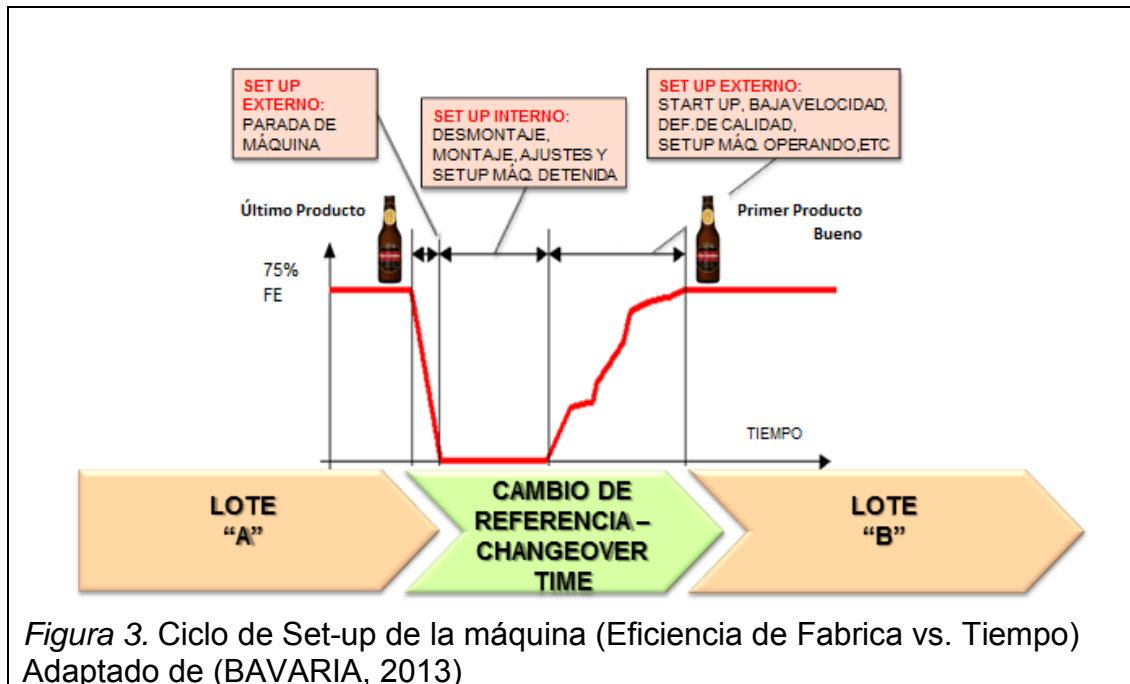 SET UP
EXTERNO:
PARADA DE
MÁQUINA
SET UP INTERNO:
DESMONTAJE,
MONTAJE, AJUSTES Y
SETUP MÁQ. DETENIDA
SET UP EXTERNO:
START UP, BAJA VELOCIDAD,
DEF. DE CALIDAD,
SETUP MÁQ. OPERANDO, ETC
Último Producto
Primer Producto
Bueno
75%
FE
TIEMPO
LOTE
“A”
CAMBIO DE
REFERENCIA –
CHANGEOVER
TIME
LOTE
“B”
Figura 3. Ciclo de Set-up de la máquina (Eficiencia de Fabrica vs. Tiempo)
Adaptado de (BAVARIA, 2013)